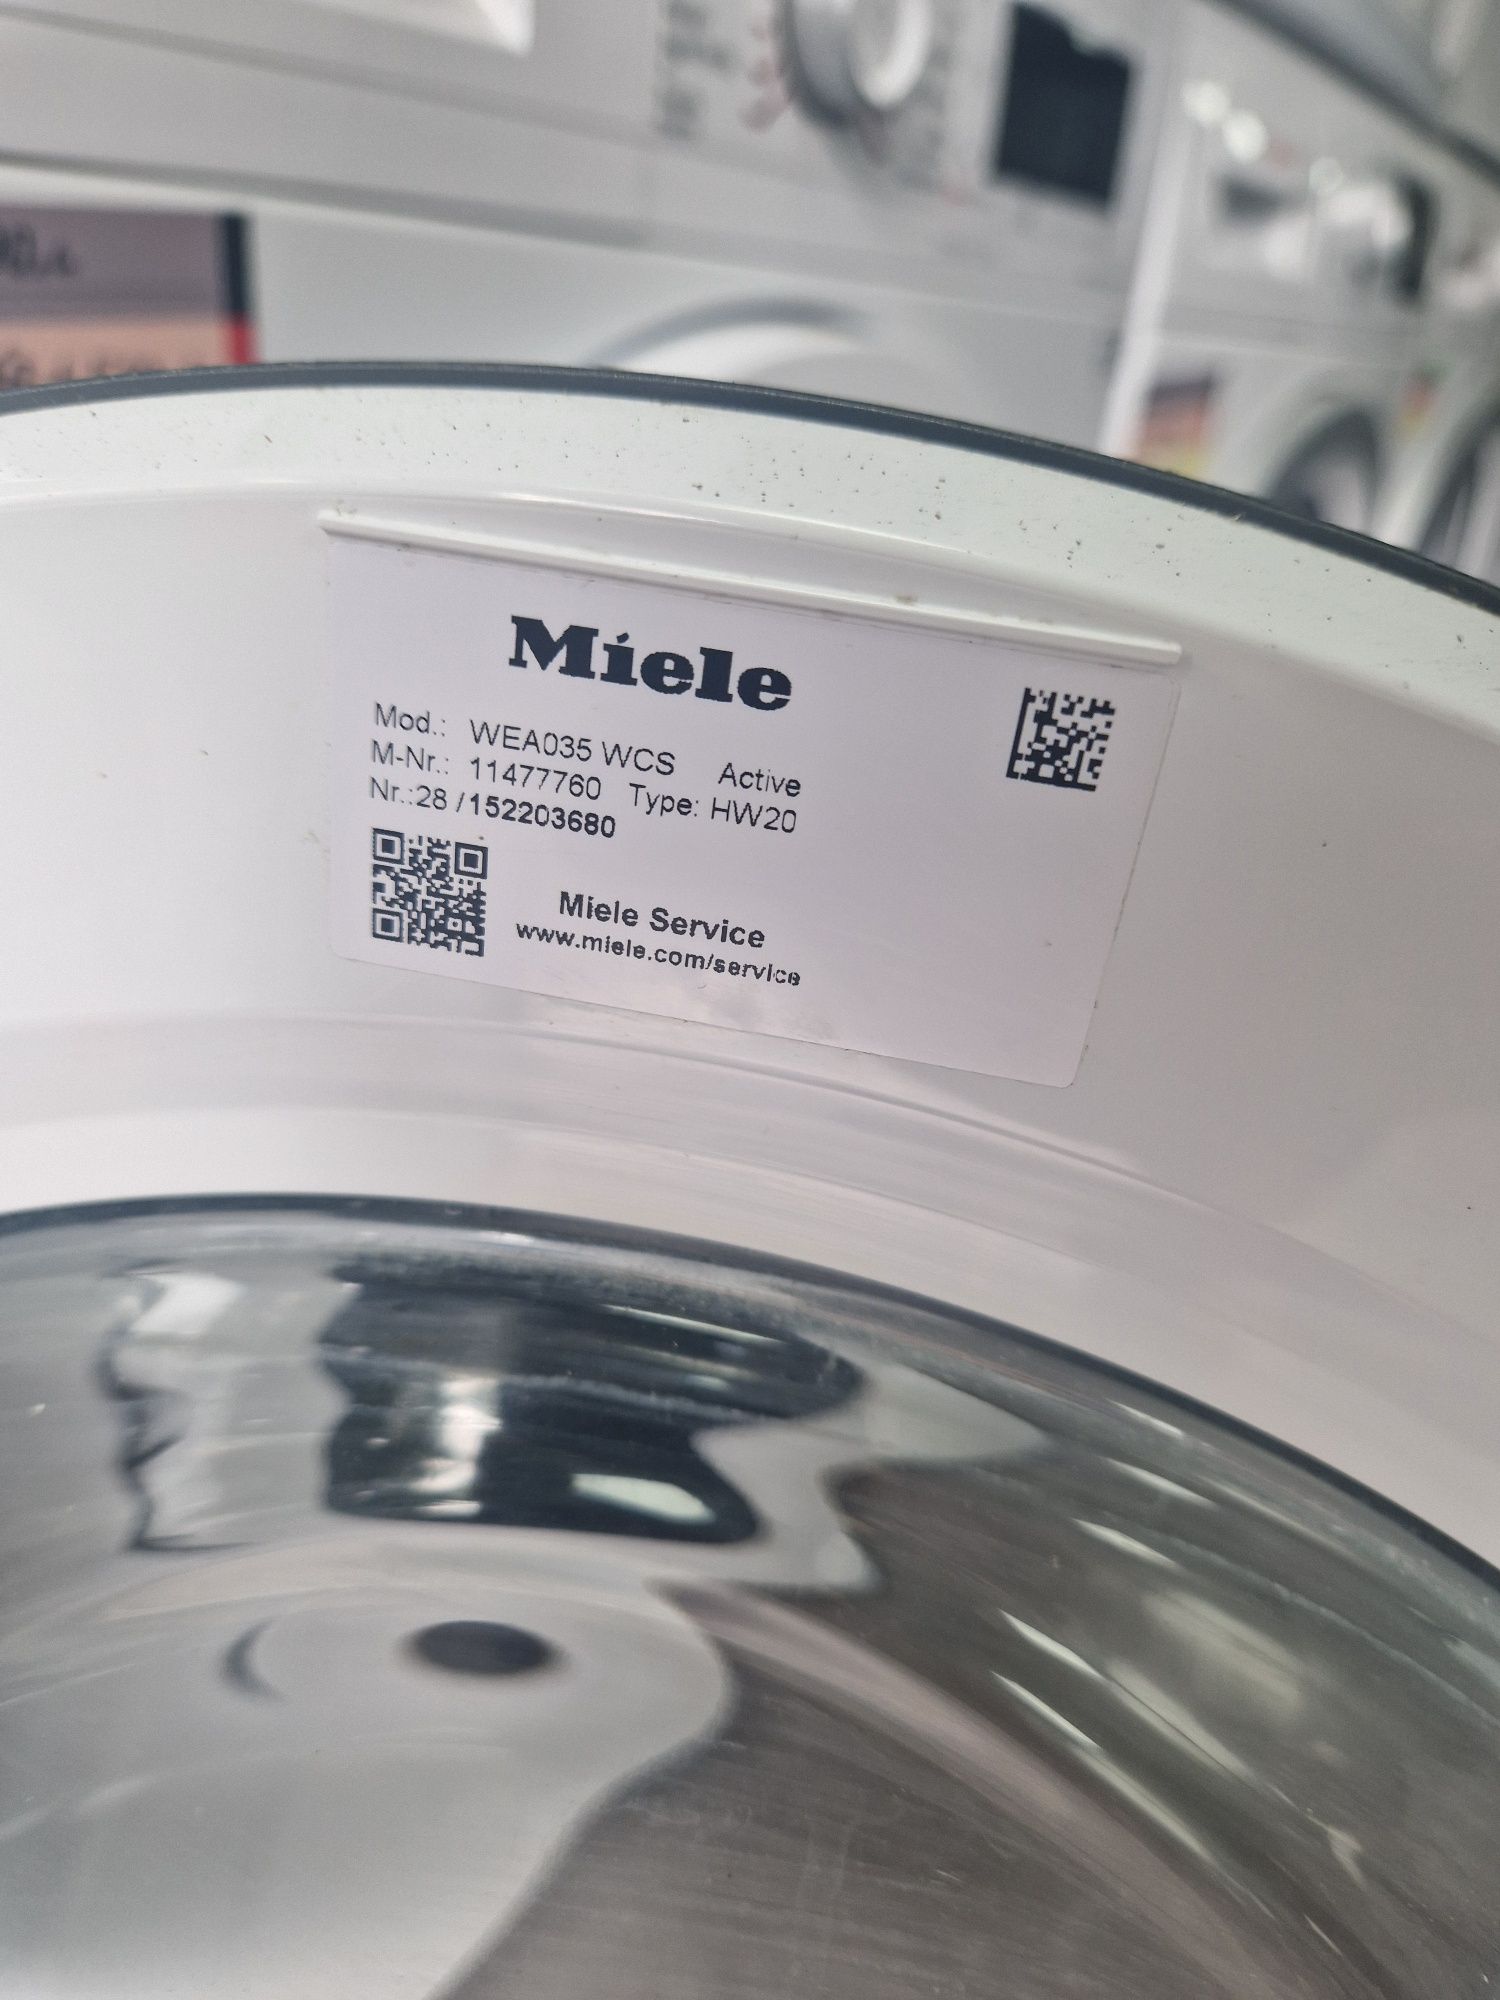 Miele
Mod.: WEA035 WCS Active
M-Nr.: 11477760 Type: HW20
Nr.:28 /152203680
Miele Service
www.miele.com/service